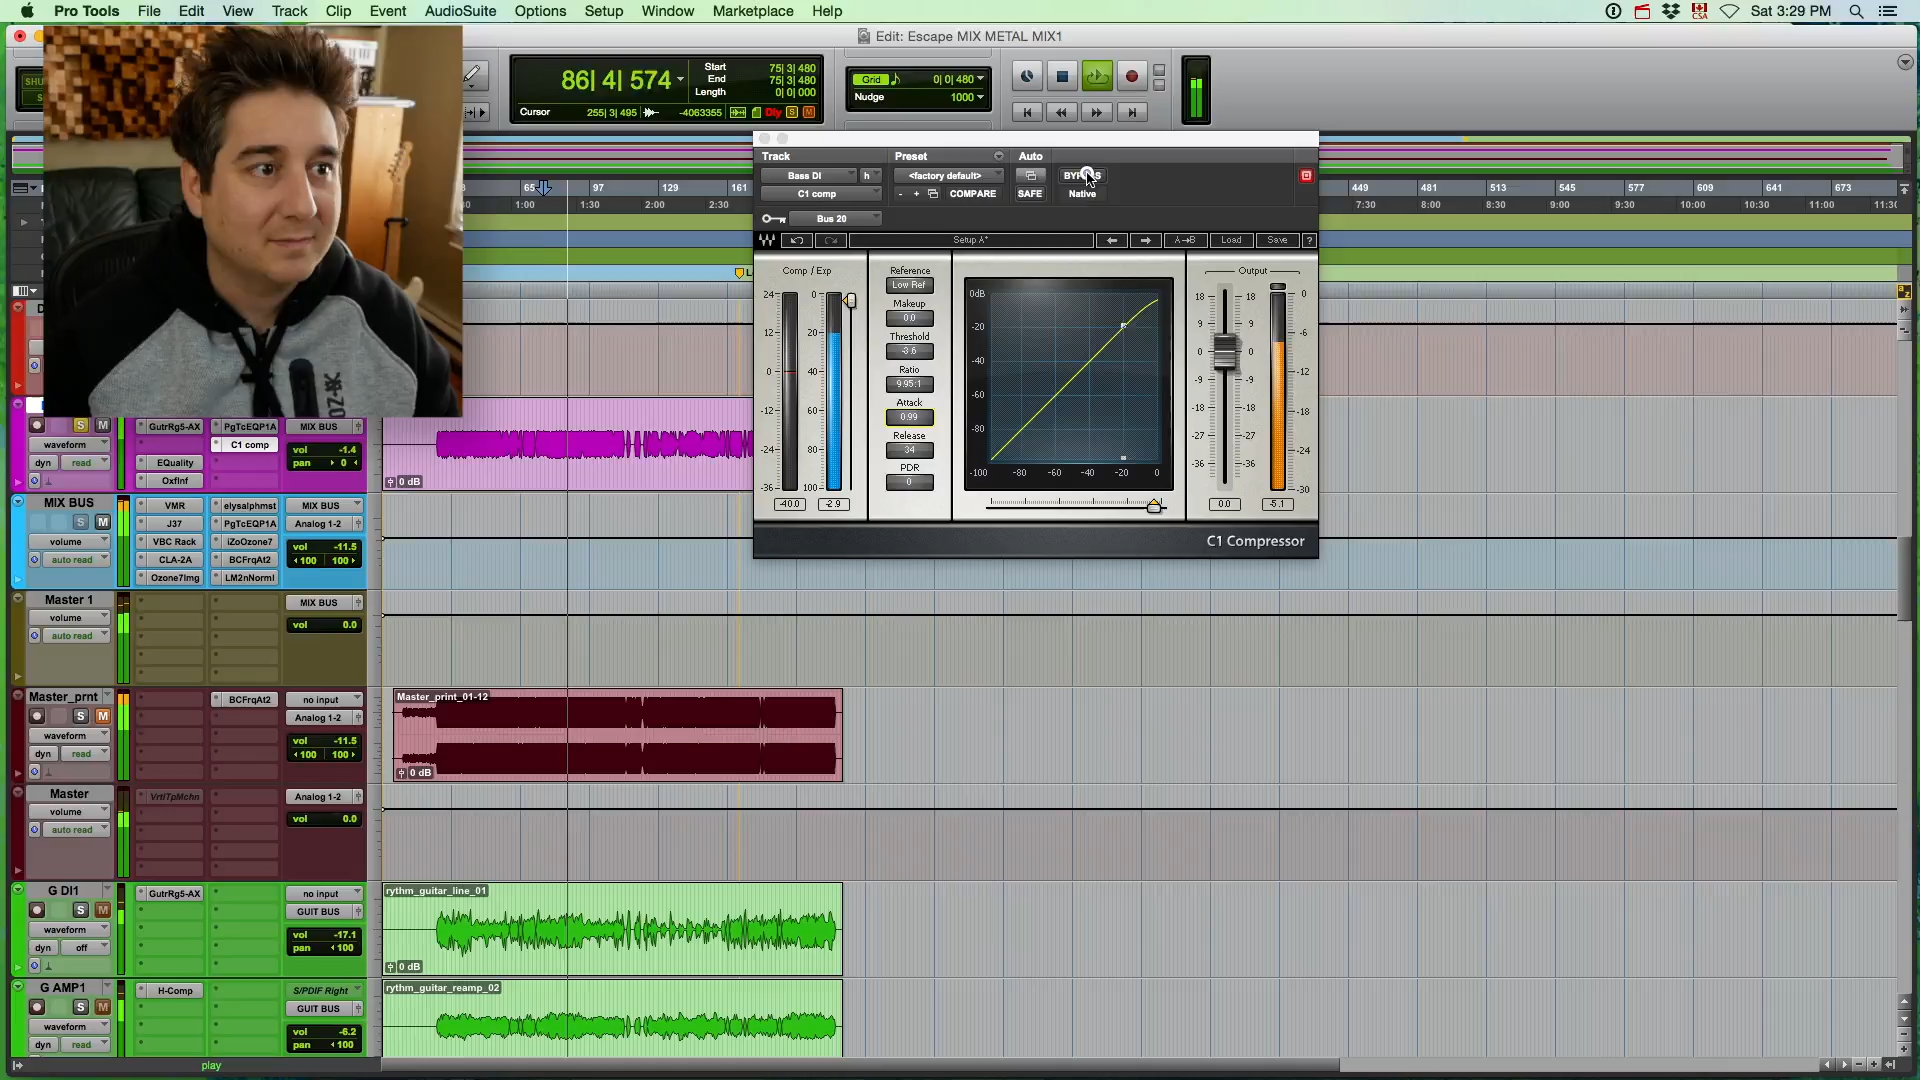 Pro Tools File Edit View Track Clip Event AudioSuite Options Setup Window Marketplace Help
CSA Sat 3:29 PM
Edit: Escape MIX METAL MIX1
86| 4| 574
Start 75| 3| 480
End 75| 3| 480
Length 0| 0| 000
Cursor 255| 3| 495 -4063355 Dly S M
Grid 0| 0| 480
Nudge 1000
Track Preset Auto
Bass DI h <factory default> BYPASS
C1 comp - + COMPARE SAFE Native
Bus 20
Setup A* A→B Load Save ?
65 97 161 449 481 513 545 577 609 641 673
1:00 1:30 2:00 2:30 7:30 8:00 8:30 9:00 9:30 10:00 10:30 11:00 11:30
Comp / Exp
24 12 0 -12 -24 -36
0 20 40 60 80 100
-40.0 -2.9
Reference
Low Ref
Makeup
0.0
Threshold
-3.6
Ratio
9.95:1
Attack
0.99
Release
34
PDR
0
0dB
-20
-40
-60
-80
-100 -80 -60 -40 -20 0
Output
18 9 0 -9 -18 -27 -36
18 9 0 -9 -18 -27 -36
0 -6 -12 -18 -24 -30
0.0 -5.1
C1 Compressor
S M GutrRg5-AX PgTcEQP1A MIX BUS
waveform C1 comp vol -1.4
dyn read EQuality pan 0
OxfInf
0 dB
MIX BUS VMR elysalphmst MIX BUS
S M J37 PgTcEQP1A Analog 1-2
volume VBC Rack iZoOzone7 vol -11.5
auto read CLA-2A BCFrqAt2 100 100
Ozone7Img LM2nNorml
Master 1 MIX BUS
volume vol 0.0
auto read
Master_prnt BCFrqAt2 no input
S M Analog 1-2
waveform vol -11.5
dyn read 100 100
Master_print_01-12
0 dB
Master VrtlTpMchn Analog 1-2
volume vol 0.0
auto read
G DI1 GutrRg5-AX no input
S M GUIT BUS
waveform vol -17.1
dyn off pan 100
rythm_guitar_line_01
0 dB
G AMP1 H-Comp S/PDIF Right
S M GUIT BUS
waveform vol -6.2
dyn read pan 100
rythm_guitar_reamp_02
play